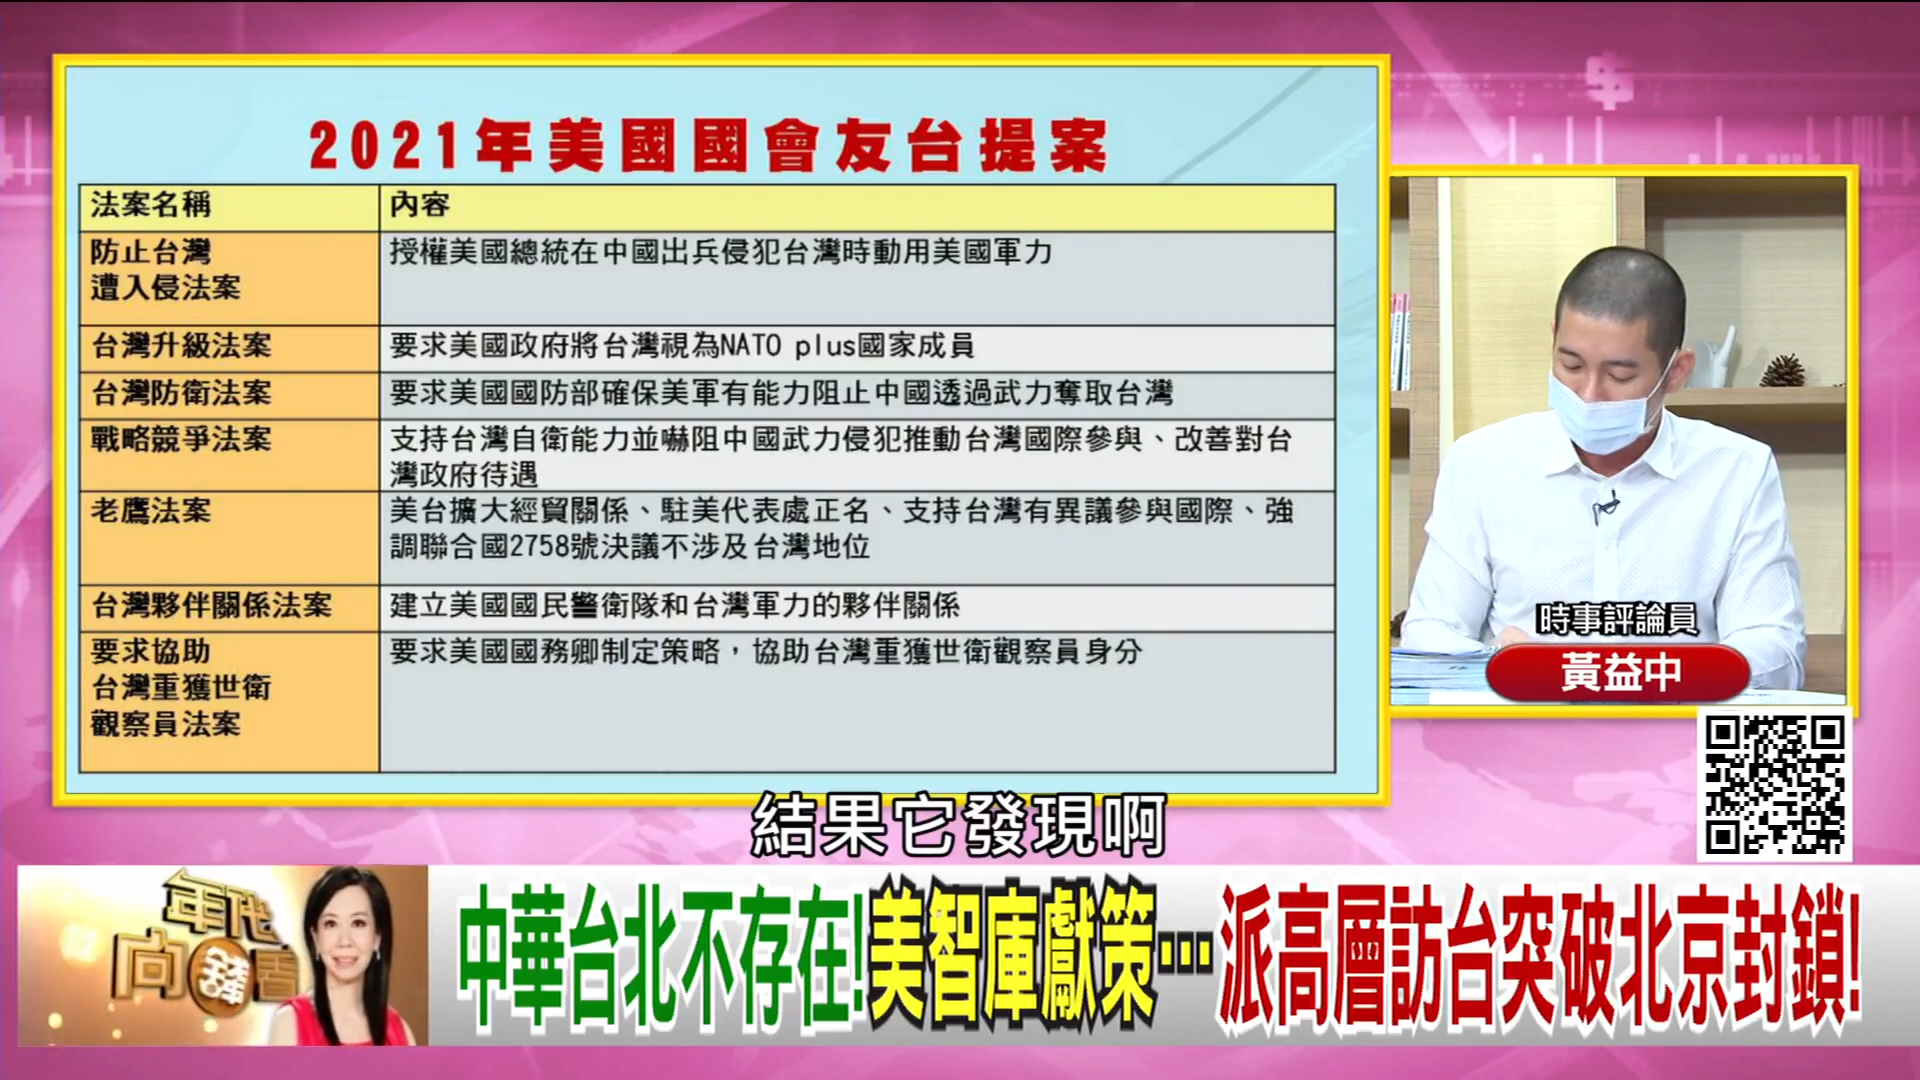 2021年美國國會友台提案
法案名稱
內容
防止台灣
遭入侵法案
授權美國總統在中國出兵侵犯台灣時動用美國軍力
台灣升級法案
要求美國政府將台灣視為NATO plus國家成員
台灣防衛法案
要求美國國防部確保美軍有能力阻止中國透過武力奪取台灣
戰略競爭法案
支持台灣自衛能力並嚇阻中國武力侵犯推動台灣國際參與、改善對台
灣政府待遇
老鷹法案
美台擴大經貿關係、駐美代表處正名、支持台灣有異議參與國際、強
調聯合國2758號決議不涉及台灣地位
台灣夥伴關係法案
建立美國國民警衛隊和台灣軍力的夥伴關係
要求協助
台灣重獲世衛
觀察員法案
要求美國國務卿制定策略，協助台灣重獲世衛觀察員身分
時事評論員
黃益中
結果它發現啊
年代
向錢看
中華台北不存在!美智庫獻策…派高層訪台突破北京封鎖!